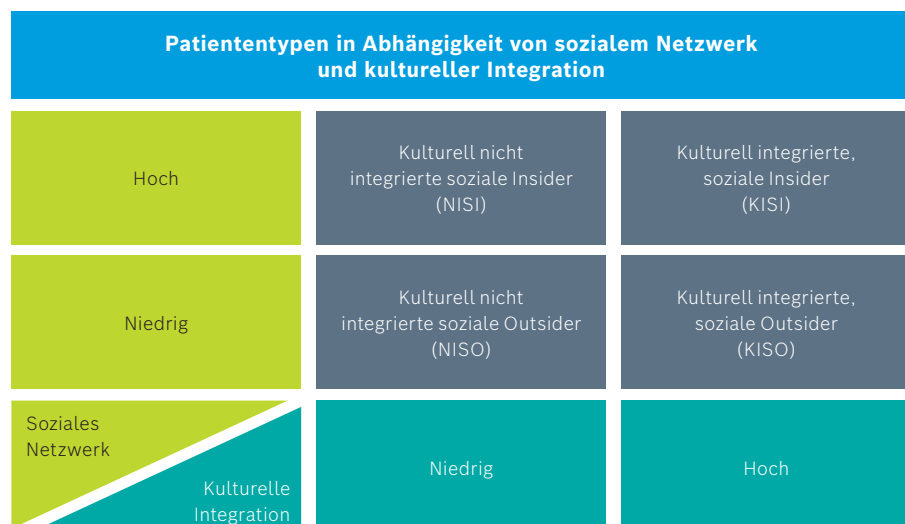 Patiententypen in Abhängigkeit von sozialem Netzwerk
und kultureller Integration
Hoch
Kulturell nicht
integrierte soziale Insider
(NISI)
Kulturell integrierte,
soziale Insider
(KISI)
Niedrig
Kulturell nicht
integrierte soziale Outsider
(NISO)
Kulturell integrierte,
soziale Outsider
(KISO)
Soziales
Netzwerk
Kulturelle
Integration
Niedrig
Hoch